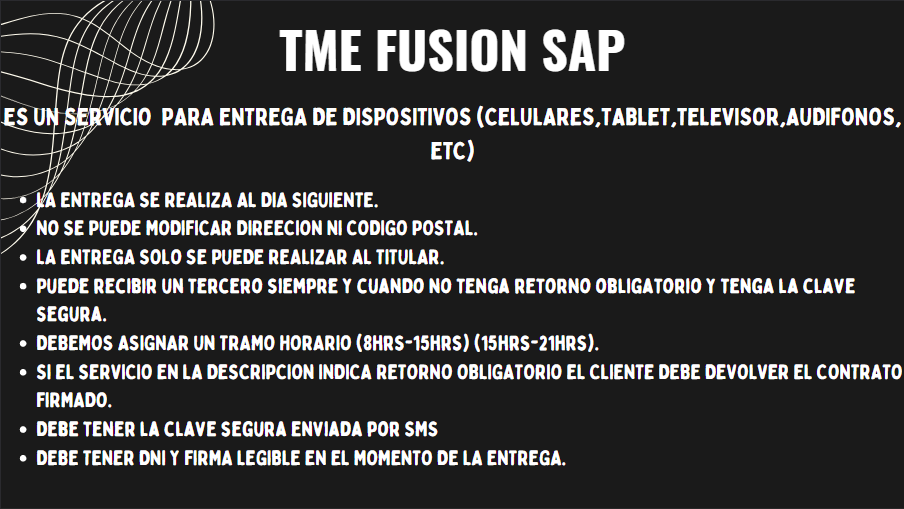 TME FUSION SAP
ES UN SERVICIO PARA ENTREGA DE DISPOSITIVOS (CELULARES,TABLET,TELEVISOR,AUDIFONOS,
ETC)
• LA ENTREGA SE REALIZA AL DIA SIGUIENTE.
• NO SE PUEDE MODIFICAR DIREECION NI CODIGO POSTAL.
• LA ENTREGA SOLO SE PUEDE REALIZAR AL TITULAR.
• PUEDE RECIBIR UN TERCERO SIEMPRE Y CUANDO NO TENGA RETORNO OBLIGATORIO Y TENGA LA CLAVE
SEGURA.
• DEBEMOS ASIGNAR UN TRAMO HORARIO (8HRS-15HRS) (15HRS-21HRS).
• SI EL SERVICIO EN LA DESCRIPCION INDICA RETORNO OBLIGATORIO EL CLIENTE DEBE DEVOLVER EL CONTRATO
FIRMADO.
• DEBE TENER LA CLAVE SEGURA ENVIADA POR SMS
• DEBE TENER DNI Y FIRMA LEGIBLE EN EL MOMENTO DE LA ENTREGA.